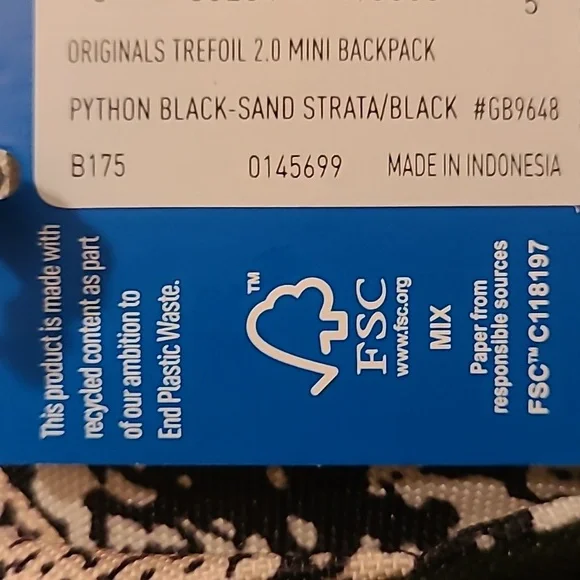 5
ORIGINALS TREFOIL 2.0 MINI BACKPACK
PYTHON BLACK-SAND STRATA/BLACK #GB9648
B175 0145699 MADE IN INDONESIA
This product is made with
recycled content as part
of our ambition to
End Plastic Waste.
TM
FSC
www.fsc.org
MIX
Paper from
responsible sources
FSC™ C118197